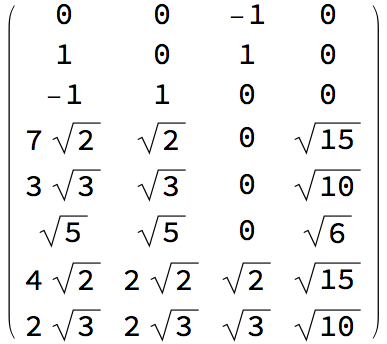 0 0 -1 0
1 0 1 0
-1 1 0 0
7 √2 √2 0 √15
3 √3 √3 0 √10
√5 √5 0 √6
4 √2 2 √2 √2 √15
2 √3 2 √3 √3 √10